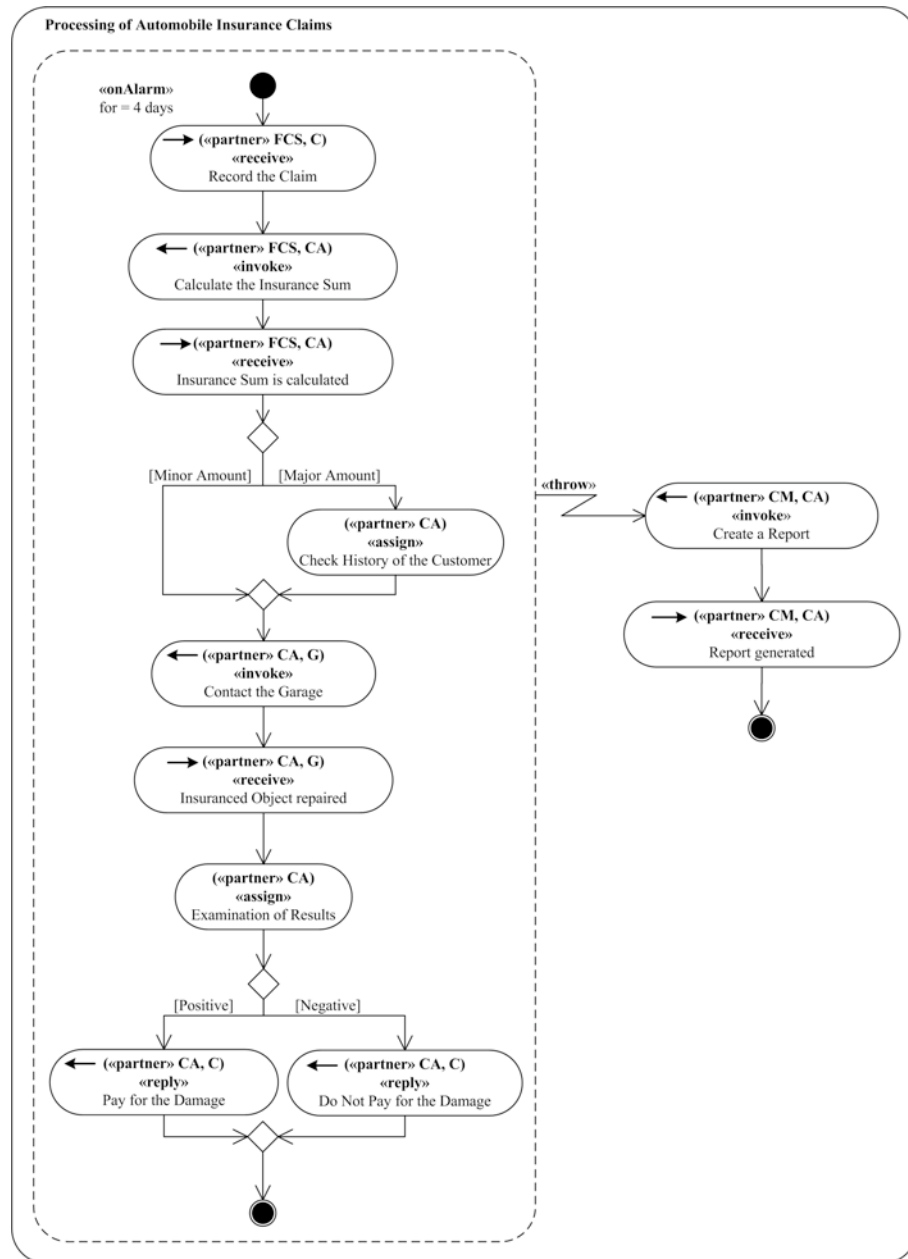 Processing of Automobile Insurance Claims
«onAlarm»
for = 4 days
(«partner» FCS, C)
«receive»
Record the Claim
(«partner» FCS, CA)
«invoke»
Calculate the Insurance Sum
(«partner» FCS, CA)
«receive»
Insurance Sum is calculated
[Minor Amount]
[Major Amount]
(«partner» CA)
«assign»
Check History of the Customer
(«partner» CA, G)
«invoke»
Contact the Garage
(«partner» CA, G)
«receive»
Insuranced Object repaired
(«partner» CA)
«assign»
Examination of Results
[Positive]
[Negative]
(«partner» CA, C)
«reply»
Pay for the Damage
(«partner» CA, C)
«reply»
Do Not Pay for the Damage
«throw»
(«partner» CM, CA)
«invoke»
Create a Report
(«partner» CM, CA)
«receive»
Report generated